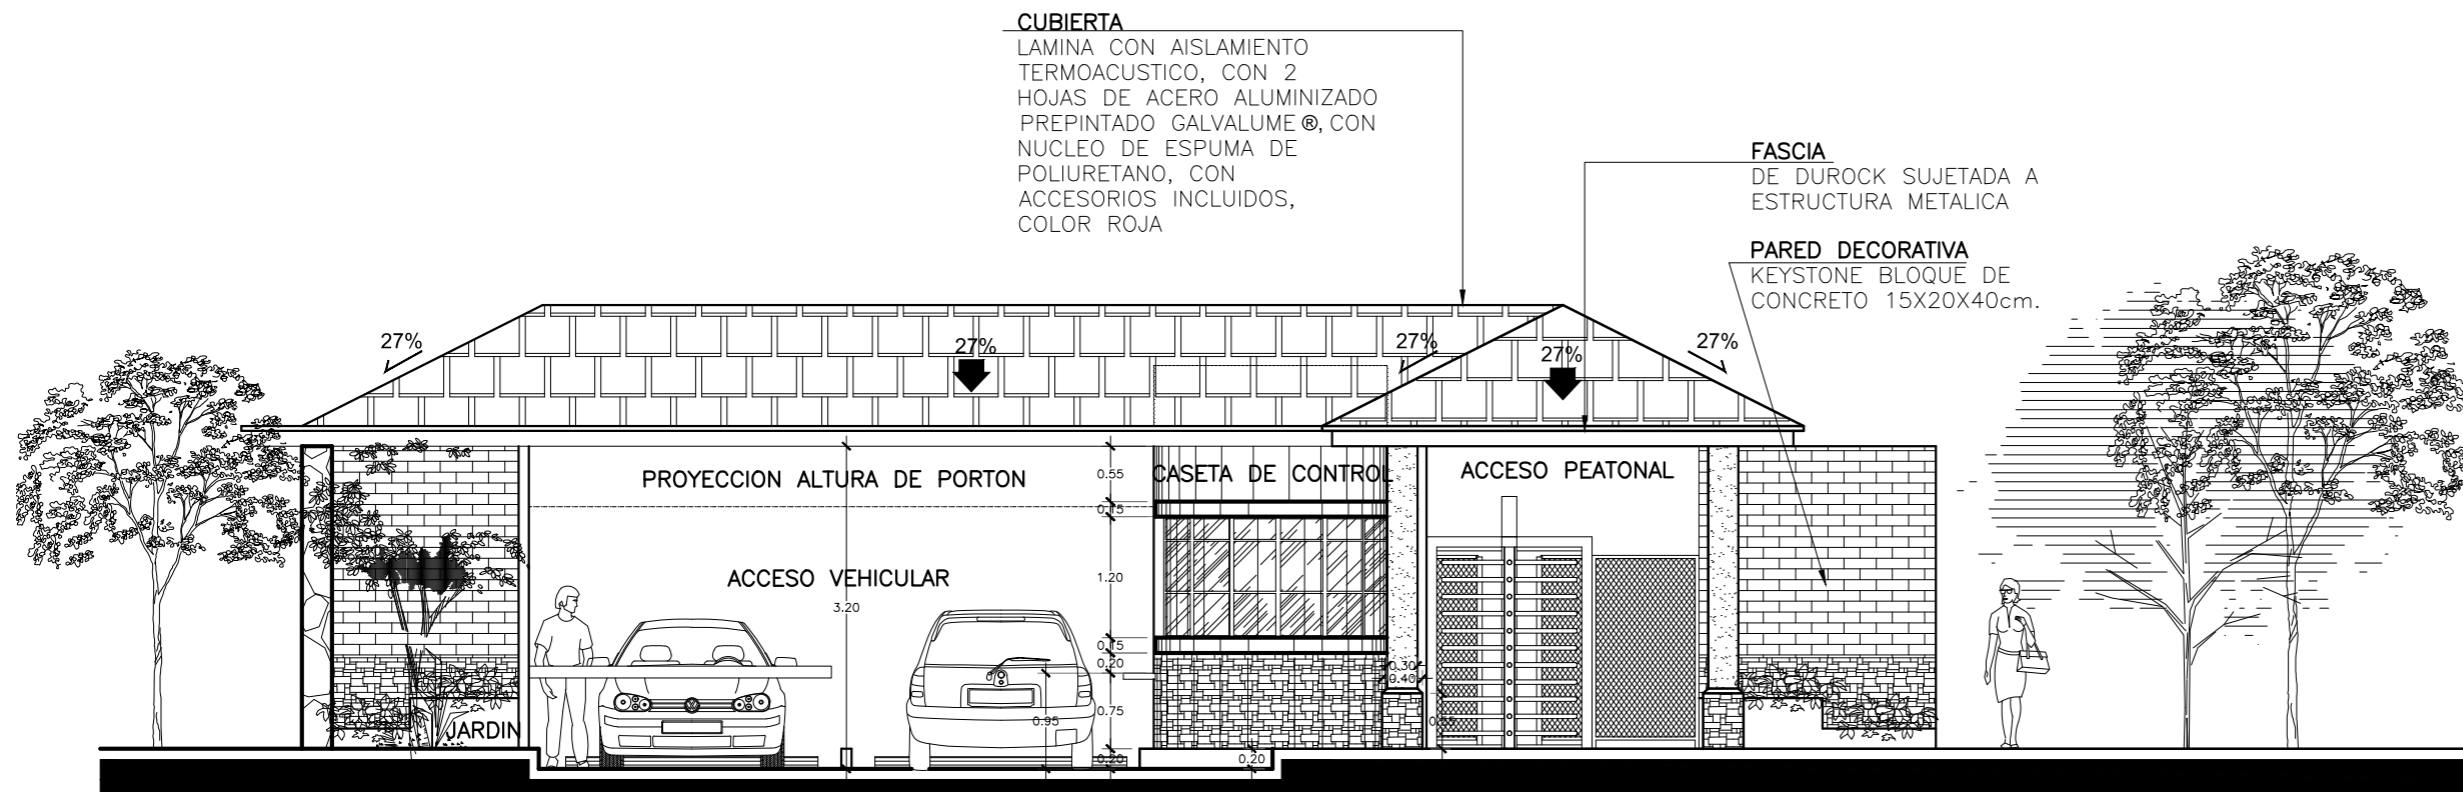 CUBIERTA
LAMINA CON AISLAMIENTO
TERMOACUSTICO, CON 2
HOJAS DE ACERO ALUMINIZADO
PREPINTADO GALVALUME®, CON
NUCLEO DE ESPUMA DE
POLIURETANO, CON
ACCESORIOS INCLUIDOS,
COLOR ROJA
FASCIA
DE DUROCK SUJETADA A
ESTRUCTURA METALICA
PARED DECORATIVA
KEYSTONE BLOQUE DE
CONCRETO 15X20X40cm.
27%
27%
27%
27%
27%
PROYECCION ALTURA DE PORTON
0.55
CASETA DE CONTROL
ACCESO PEATONAL
0.15
ACCESO VEHICULAR
3.20
1.20
0.15
0.20
0.30
0.40
JARDIN
0.95
0.75
0.55
0.20
0.20